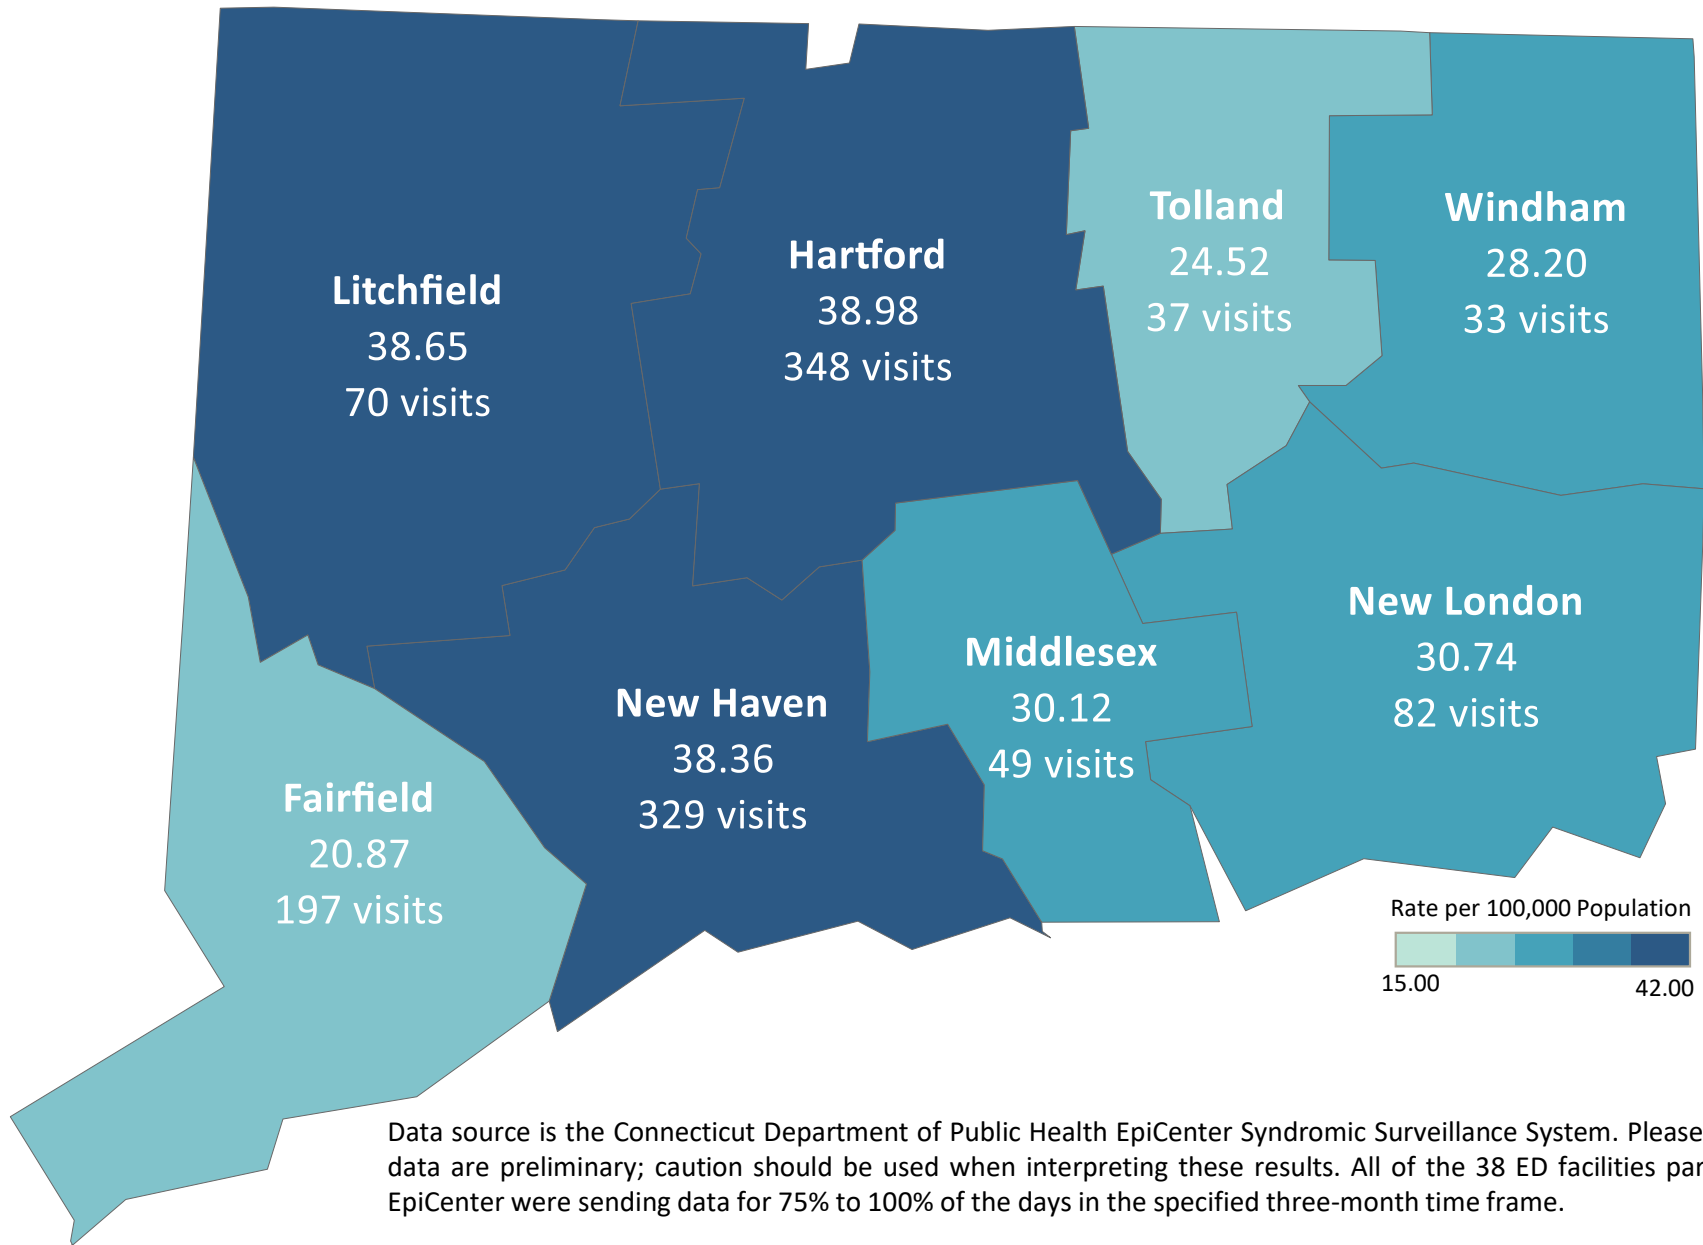 Tolland
24.52
37 visits
Windham
28.20
33 visits
Hartford
38.98
348 visits
Litchfield
38.65
70 visits
New London
30.74
82 visits
Middlesex
30.12
49 visits
New Haven
38.36
329 visits
Fairfield
20.87
197 visits
Rate per 100,000 Population
15.00
42.00
Data source is the Connecticut Department of Public Health EpiCenter Syndromic Surveillance System. Please
data are preliminary; caution should be used when interpreting these results. All of the 38 ED facilities par
EpiCenter were sending data for 75% to 100% of the days in the specified three-month time frame.